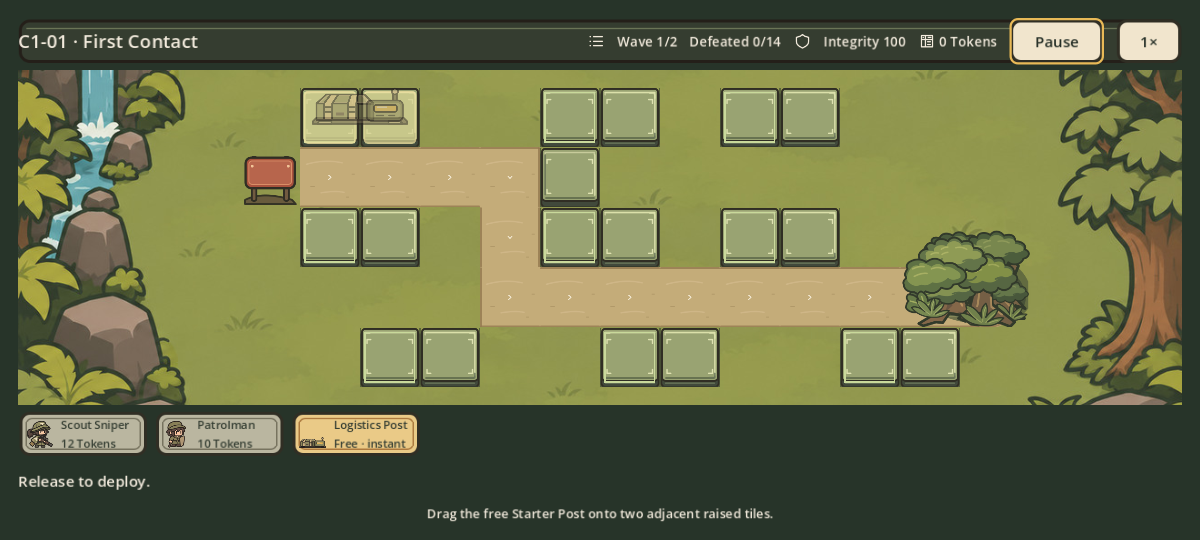 C1-01 · First Contact
Wave 1/2 Defeated 0/14 Integrity 100 0 Tokens
Pause
1×
Scout Sniper
12 Tokens
Patrolman
10 Tokens
Logistics Post
Free · instant
Release to deploy.
Drag the free Starter Post onto two adjacent raised tiles.